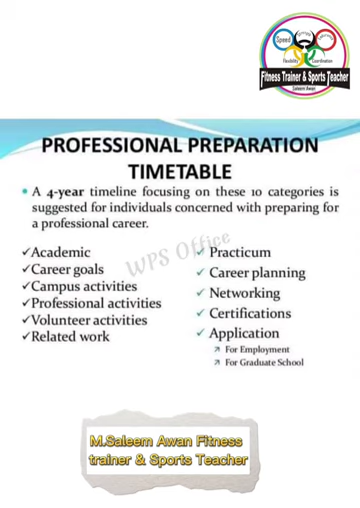 Speed
Strength
Flexibility
Coordination
Fitness Trainer & Sports Teacher
Saleem Awan
PROFESSIONAL PREPARATION
TIMETABLE
A 4-year timeline focusing on these 10 categories is
suggested for individuals concerned with preparing for
a professional career.
✓Academic
✓Career goals
✓Campus activities
✓Professional activities
✓Volunteer activities
✓Related work
✓ Practicum
✓ Career planning
✓ Networking
✓ Certifications
✓ Application
For Employment
For Graduate School
WPS Office
M.Saleem Awan Fitness
trainer & Sports Teacher